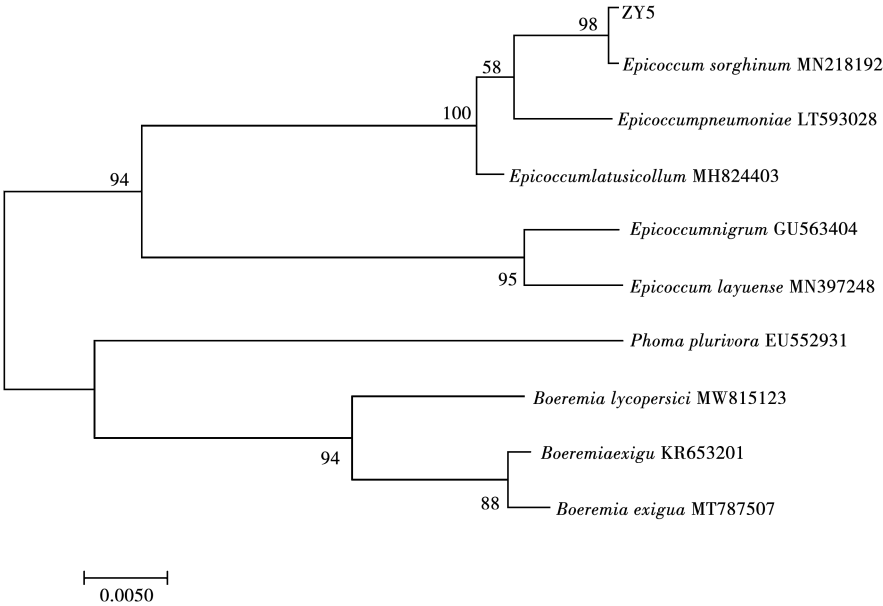 ZY5
98
Epicoccum sorghinum MN218192
58
100
Epicoccumpneumoniae LT593028
94
Epicoccumlatusicollum MH824403
Epicoccumnigrum GU563404
95
Epicoccum layuense MN397248
Phoma plurivora EU552931
Boeremia lycopersici MW815123
94
Boeremiaexigu KR653201
88
Boeremia exigua MT787507
0.0050